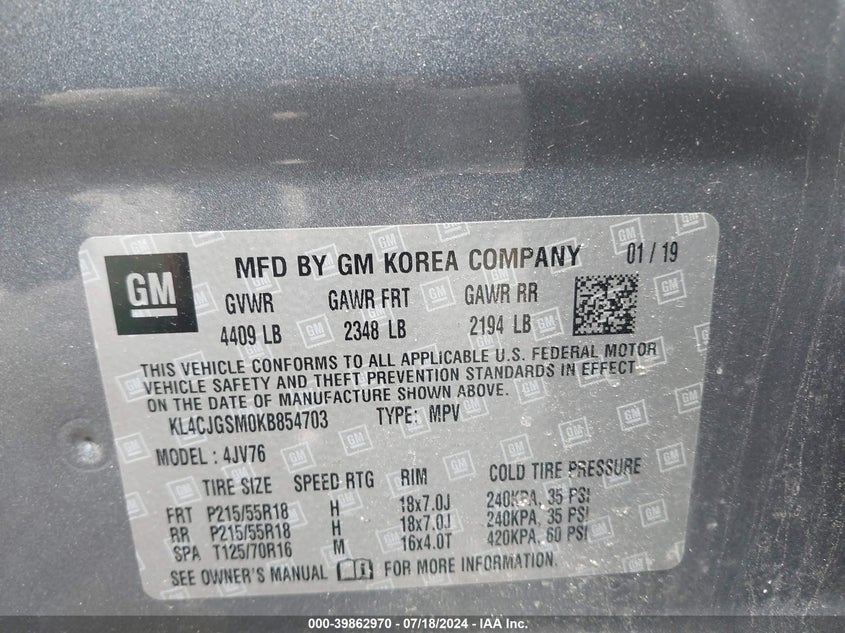 GM
MFD BY GM KOREA COMPANY 01 / 19
GVWR GAWR FRT GAWR RR
4409 LB 2348 LB 2194 LB
THIS VEHICLE CONFORMS TO ALL APPLICABLE U.S. FEDERAL MOTOR
VEHICLE SAFETY AND THEFT PREVENTION STANDARDS IN EFFECT
ON THE DATE OF MANUFACTURE SHOWN ABOVE.
KL4CJGSM0KB854703 TYPE: MPV
MODEL : 4JV76
TIRE SIZE SPEED RTG RIM COLD TIRE PRESSURE
FRT P215/55R18 H 18x7.0J 240KPA, 35 PSI
RR P215/55R18 H 18x7.0J 240KPA, 35 PSI
SPA T125/70R16 M 16x4.0T 420KPA, 60 PSI
SEE OWNER'S MANUAL FOR MORE INFORMATION.
000-39862970 - 07/18/2024 - IAA Inc.